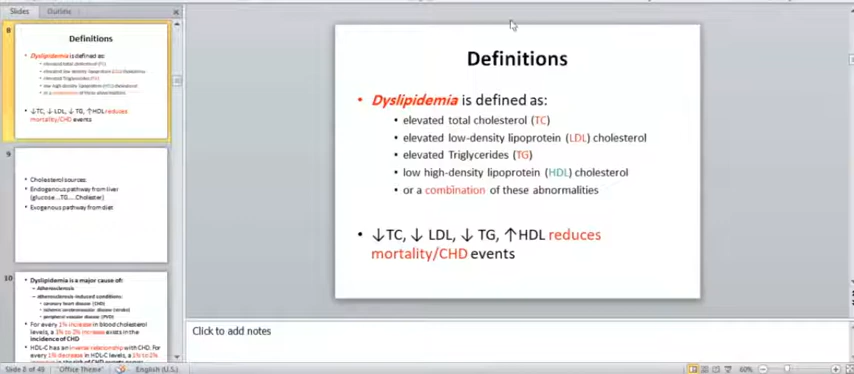 Slides
Outline
8
Definitions
• Dyslipidemia is defined as:
• elevated total cholesterol (TC)
• elevated low-density lipoprotein (LDL) cholesterol
• elevated Triglycerides (TG)
• low high-density lipoprotein (HDL) cholesterol
• or a combination of these abnormalities
• ↓TC, ↓ LDL, ↓ TG, ↑HDL reduces
mortality/CHD events
9
• Cholesterol sources:
• Endogenous pathway from liver
(glucose...TG.....Cholester)
• Exogenous pathway from diet
10
• Dyslipidemia is a major cause of:
– Atherosclerosis
– Atherosclerosis-induced conditions:
• coronary heart disease (CHD)
• ischemic cerebrovascular disease (stroke)
• peripheral vascular disease (PVD)
• For every 1% increase in blood cholesterol
levels, a 1% to 2% increase exists in the
incidence of CHD
• HDL-C has an inverse relationship with CHD. For
every 1% decrease in HDL-C levels, a 1% to 2%
Definitions
• Dyslipidemia is defined as:
• elevated total cholesterol (TC)
• elevated low-density lipoprotein (LDL) cholesterol
• elevated Triglycerides (TG)
• low high-density lipoprotein (HDL) cholesterol
• or a combination of these abnormalities
• ↓TC, ↓ LDL, ↓ TG, ↑HDL reduces
mortality/CHD events
Click to add notes
Slide 8 of 49 "Office Theme" English (U.S.) 60%